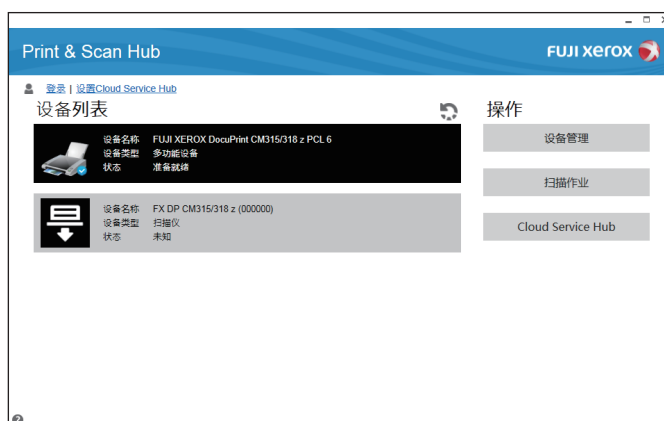 Print & Scan Hub
FUJI XEROX
登录 | 设置Cloud Service Hub
设备列表
设备名称 FUJI XEROX DocuPrint CM315/318 z PCL 6
设备类型 多功能设备
状态 准备就绪
设备名称 FX DP CM315/318 z (000000)
设备类型 扫描仪
状态 未知
操作
设备管理
扫描作业
Cloud Service Hub